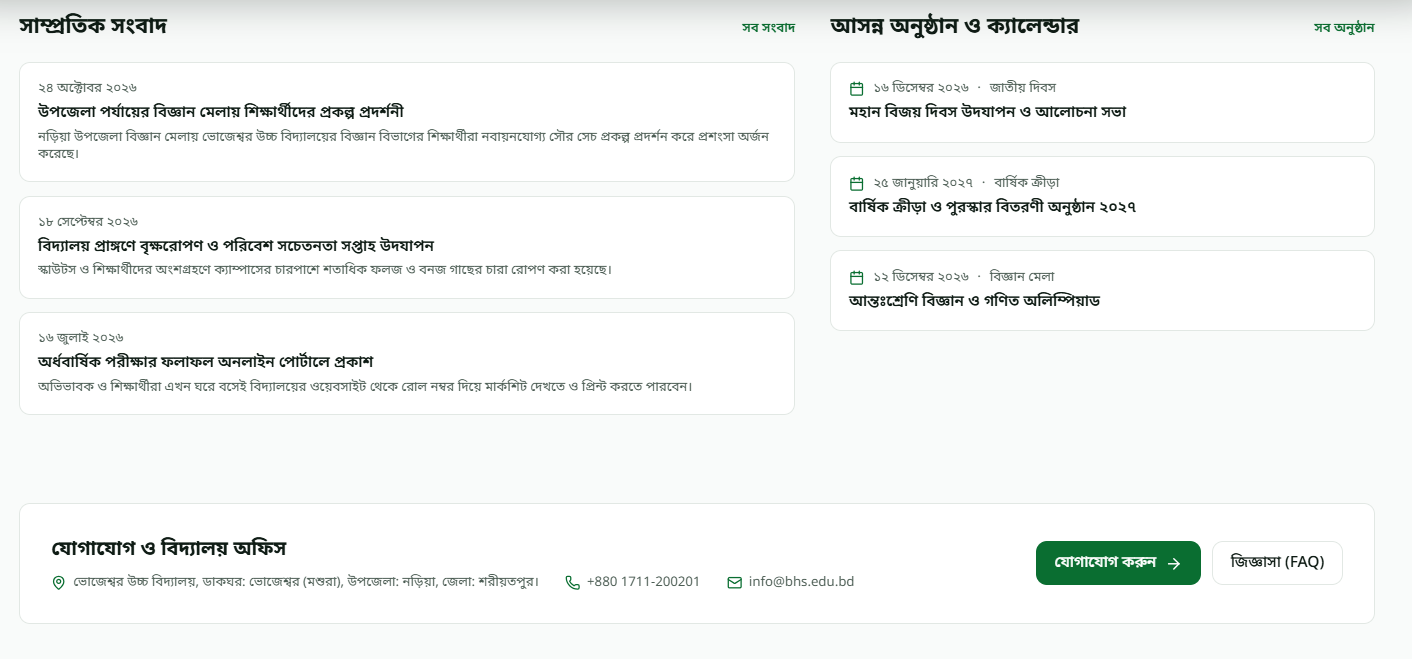 সাম্প্রতিক সংবাদ
সব সংবাদ
২৪ অক্টোবর ২০২৬
উপজেলা পর্যায়ের বিজ্ঞান মেলায় শিক্ষার্থীদের প্রকল্প প্রদর্শনী
নড়িয়া উপজেলা বিজ্ঞান মেলায় ভোজেশ্বর উচ্চ বিদ্যালয়ের বিজ্ঞান বিভাগের শিক্ষার্থীরা নবায়নযোগ্য সৌর সেচ প্রকল্প প্রদর্শন করে প্রশংসা অর্জন
করেছে।
১৮ সেপ্টেম্বর ২০২৬
বিদ্যালয় প্রাঙ্গণে বৃক্ষরোপণ ও পরিবেশ সচেতনতা সপ্তাহ উদযাপন
স্কাউটস ও শিক্ষার্থীদের অংশগ্রহণে ক্যাম্পাসের চারপাশে শতাধিক ফলজ ও বনজ গাছের চারা রোপণ করা হয়েছে।
১৬ জুলাই ২০২৬
অর্ধবার্ষিক পরীক্ষার ফলাফল অনলাইন পোর্টালে প্রকাশ
অভিভাবক ও শিক্ষার্থীরা এখন ঘরে বসেই বিদ্যালয়ের ওয়েবসাইট থেকে রোল নম্বর দিয়ে মার্কশিট দেখতে ও প্রিন্ট করতে পারবেন।
আসন্ন অনুষ্ঠান ও ক্যালেন্ডার
সব অনুষ্ঠান
১৬ ডিসেম্বর ২০২৬ · জাতীয় দিবস
মহান বিজয় দিবস উদযাপন ও আলোচনা সভা
২৫ জানুয়ারি ২০২৭ · বার্ষিক ক্রীড়া
বার্ষিক ক্রীড়া ও পুরস্কার বিতরণী অনুষ্ঠান ২০২৭
১২ ডিসেম্বর ২০২৬ · বিজ্ঞান মেলা
আন্তঃশ্রেণি বিজ্ঞান ও গণিত অলিম্পিয়াড
যোগাযোগ ও বিদ্যালয় অফিস
ভোজেশ্বর উচ্চ বিদ্যালয়, ডাকঘর: ভোজেশ্বর (মশুরা), উপজেলা: নড়িয়া, জেলা: শরীয়তপুর।
+880 1711-200201
info@bhs.edu.bd
যোগাযোগ করুন
জিজ্ঞাসা (FAQ)